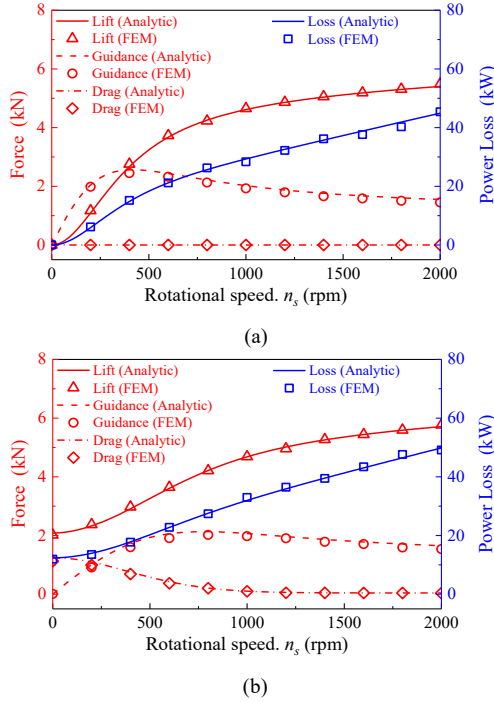 8
6
4
2
0
Force (kN)
Lift (Analytic)
Lift (FEM)
Guidance (Analytic)
Guidance (FEM)
Drag (Analytic)
Drag (FEM)
Loss (Analytic)
Loss (FEM)
80
60
40
20
0
Power Loss (kW)
0 500 1000 1500 2000
Rotational speed. n_s (rpm)
(a)
8
6
4
2
0
Force (kN)
Lift (Analytic)
Lift (FEM)
Guidance (Analytic)
Guidance (FEM)
Drag (Analytic)
Drag (FEM)
Loss (Analytic)
Loss (FEM)
80
60
40
20
0
Power Loss (kW)
0 500 1000 1500 2000
Rotational speed. n_s (rpm)
(b)